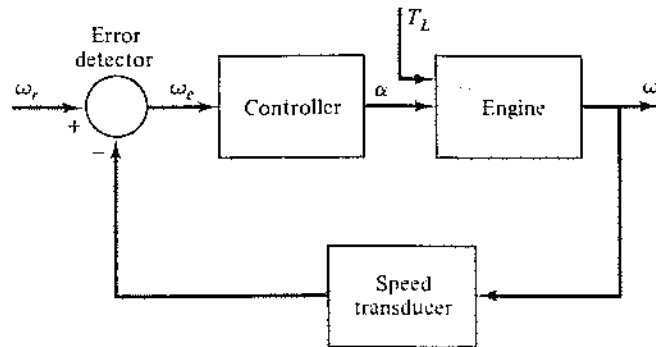 Error
detector
T_L
ω_r
+
−
ω_e
Controller
α
Engine
ω
Speed
transducer